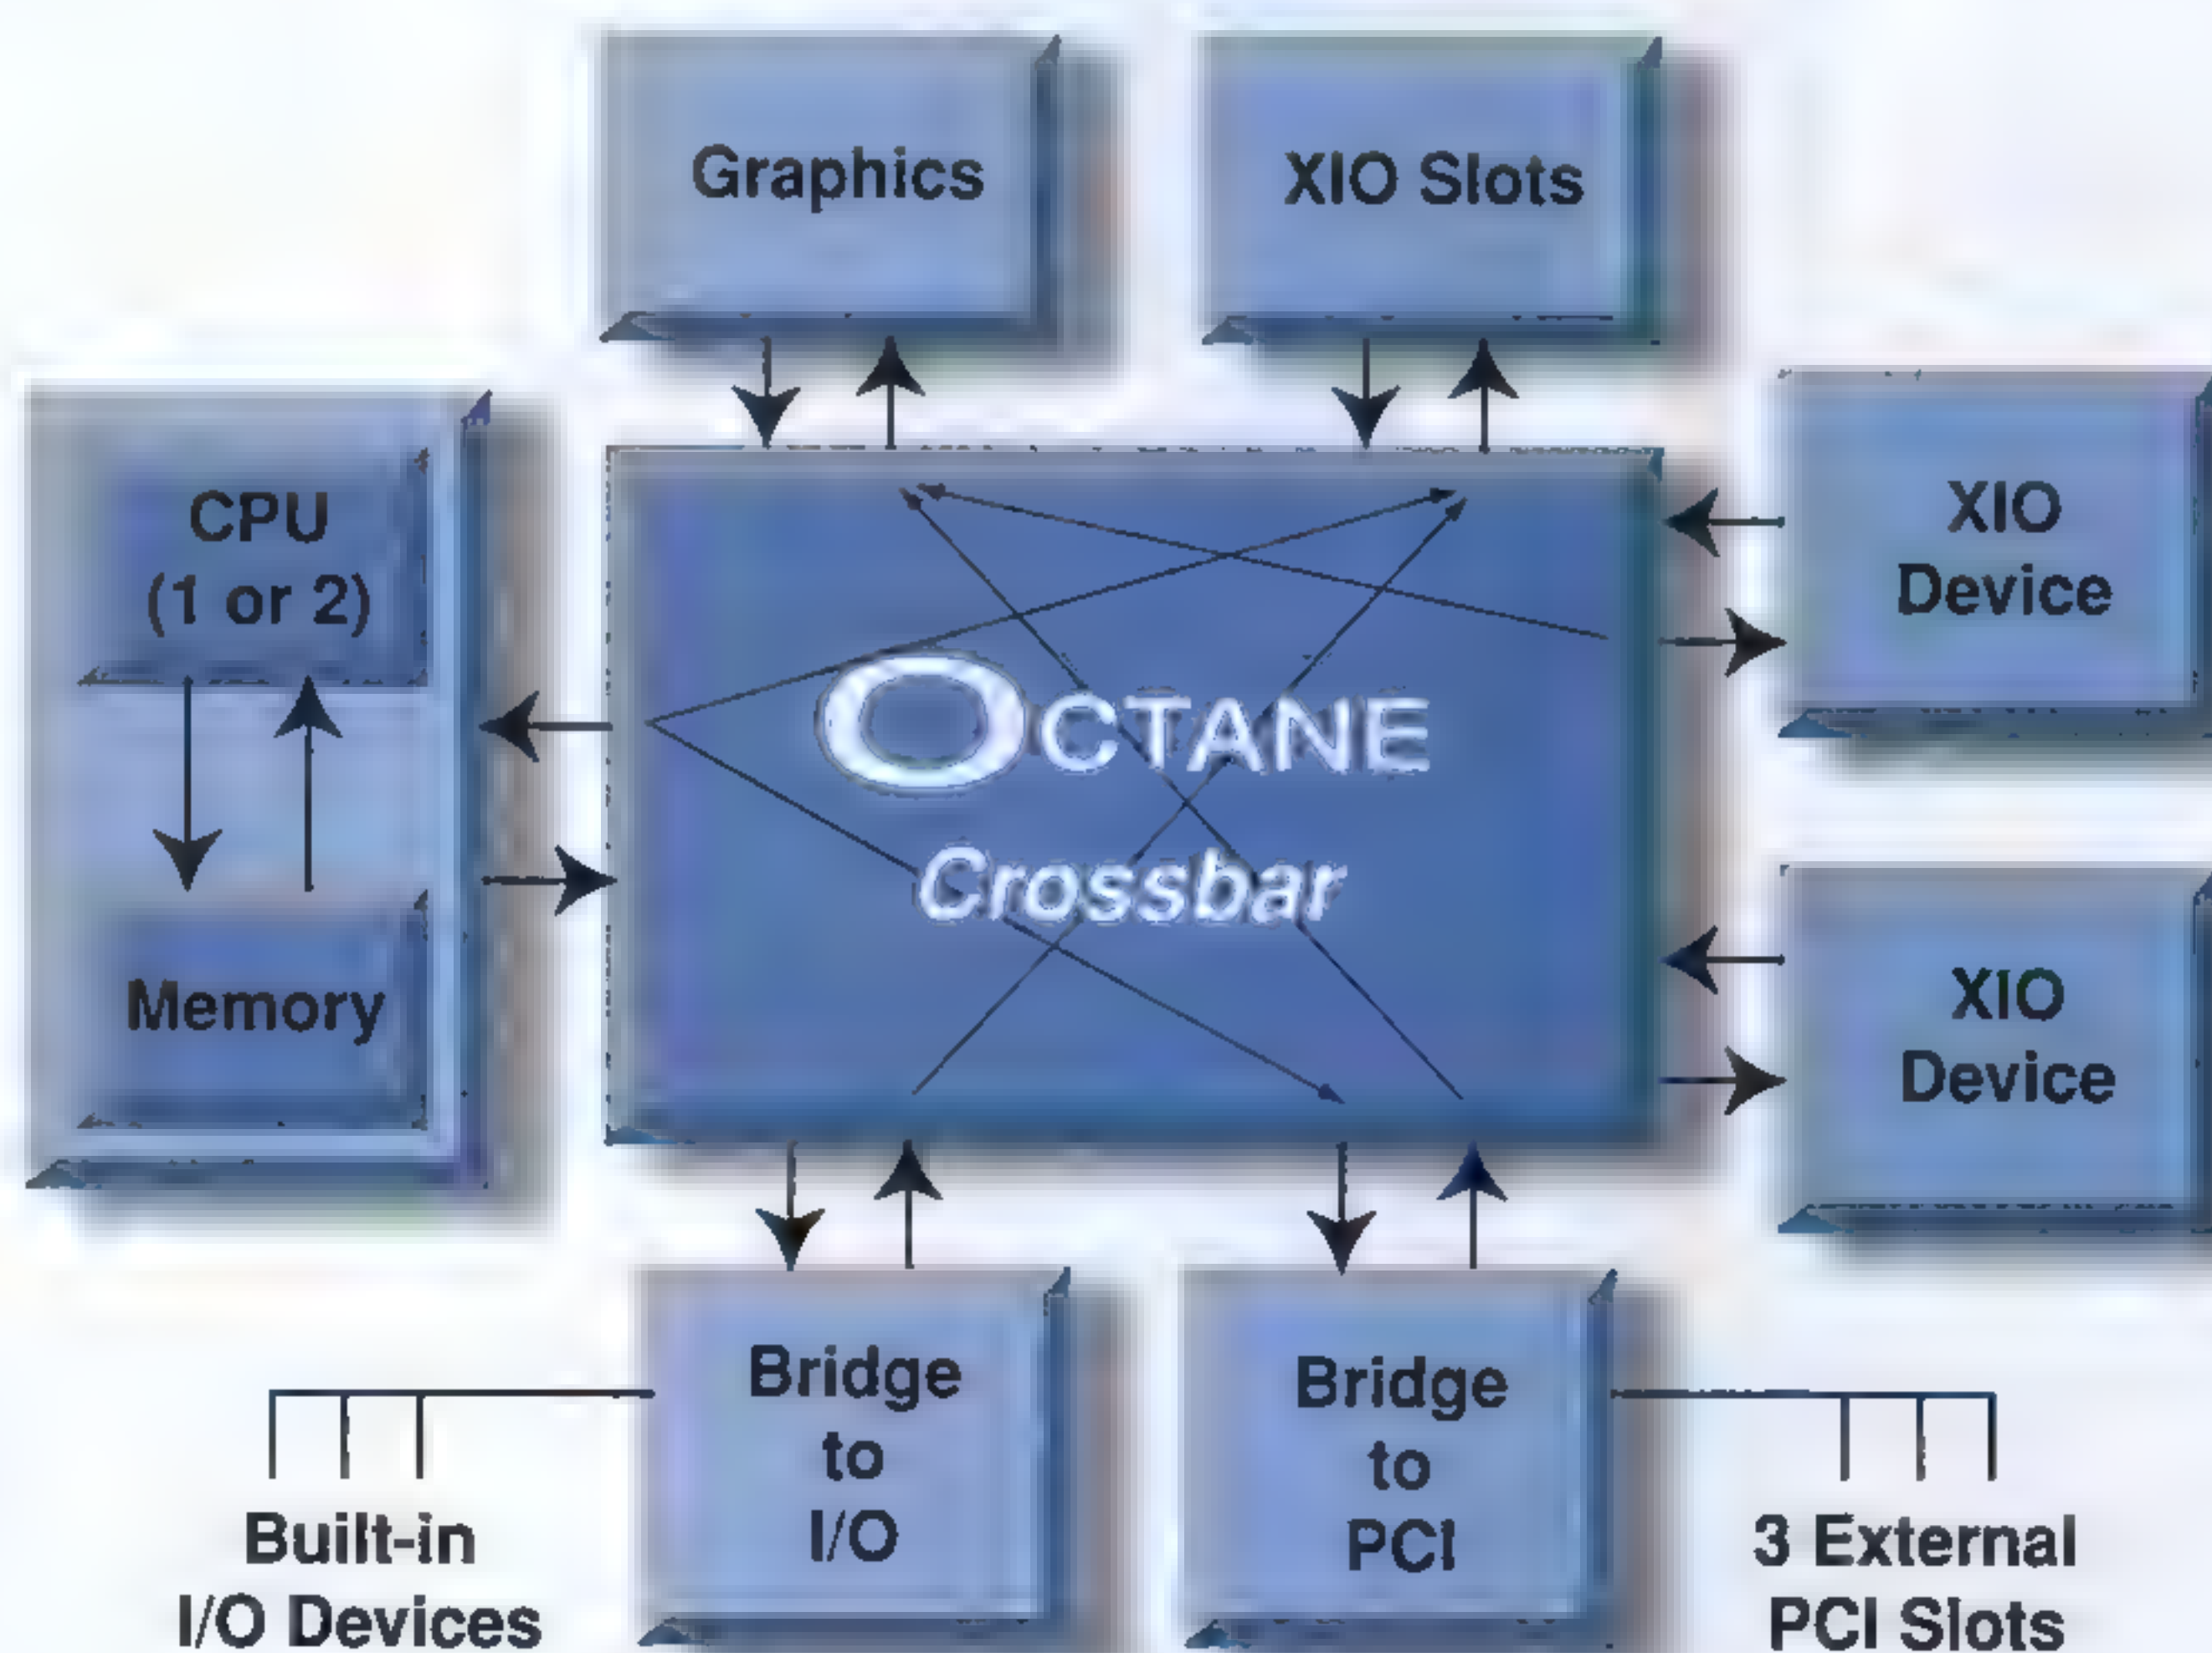 Graphics
XIO Slots
CPU
(1 or 2)
XIO
Device
OCTANE
Crossbar
Memory
XIO
Device
Bridge
to
I/O
Bridge
to
PCI
Built-in
I/O Devices
3 External
PCI Slots